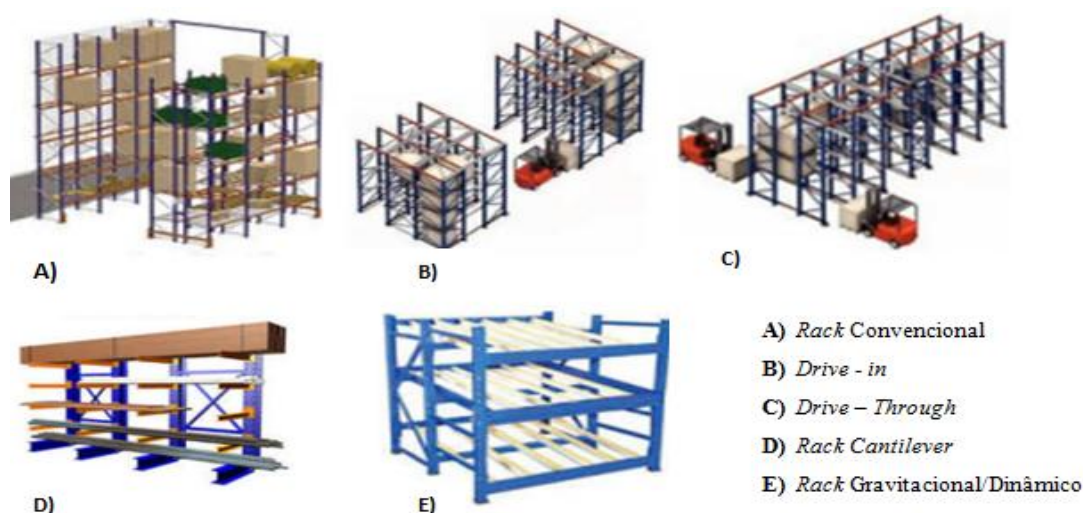 A)
B)
C)
D)
E)
A) Rack Convencional
B) Drive - in
C) Drive – Through
D) Rack Cantilever
E) Rack Gravitacional/Dinâmico